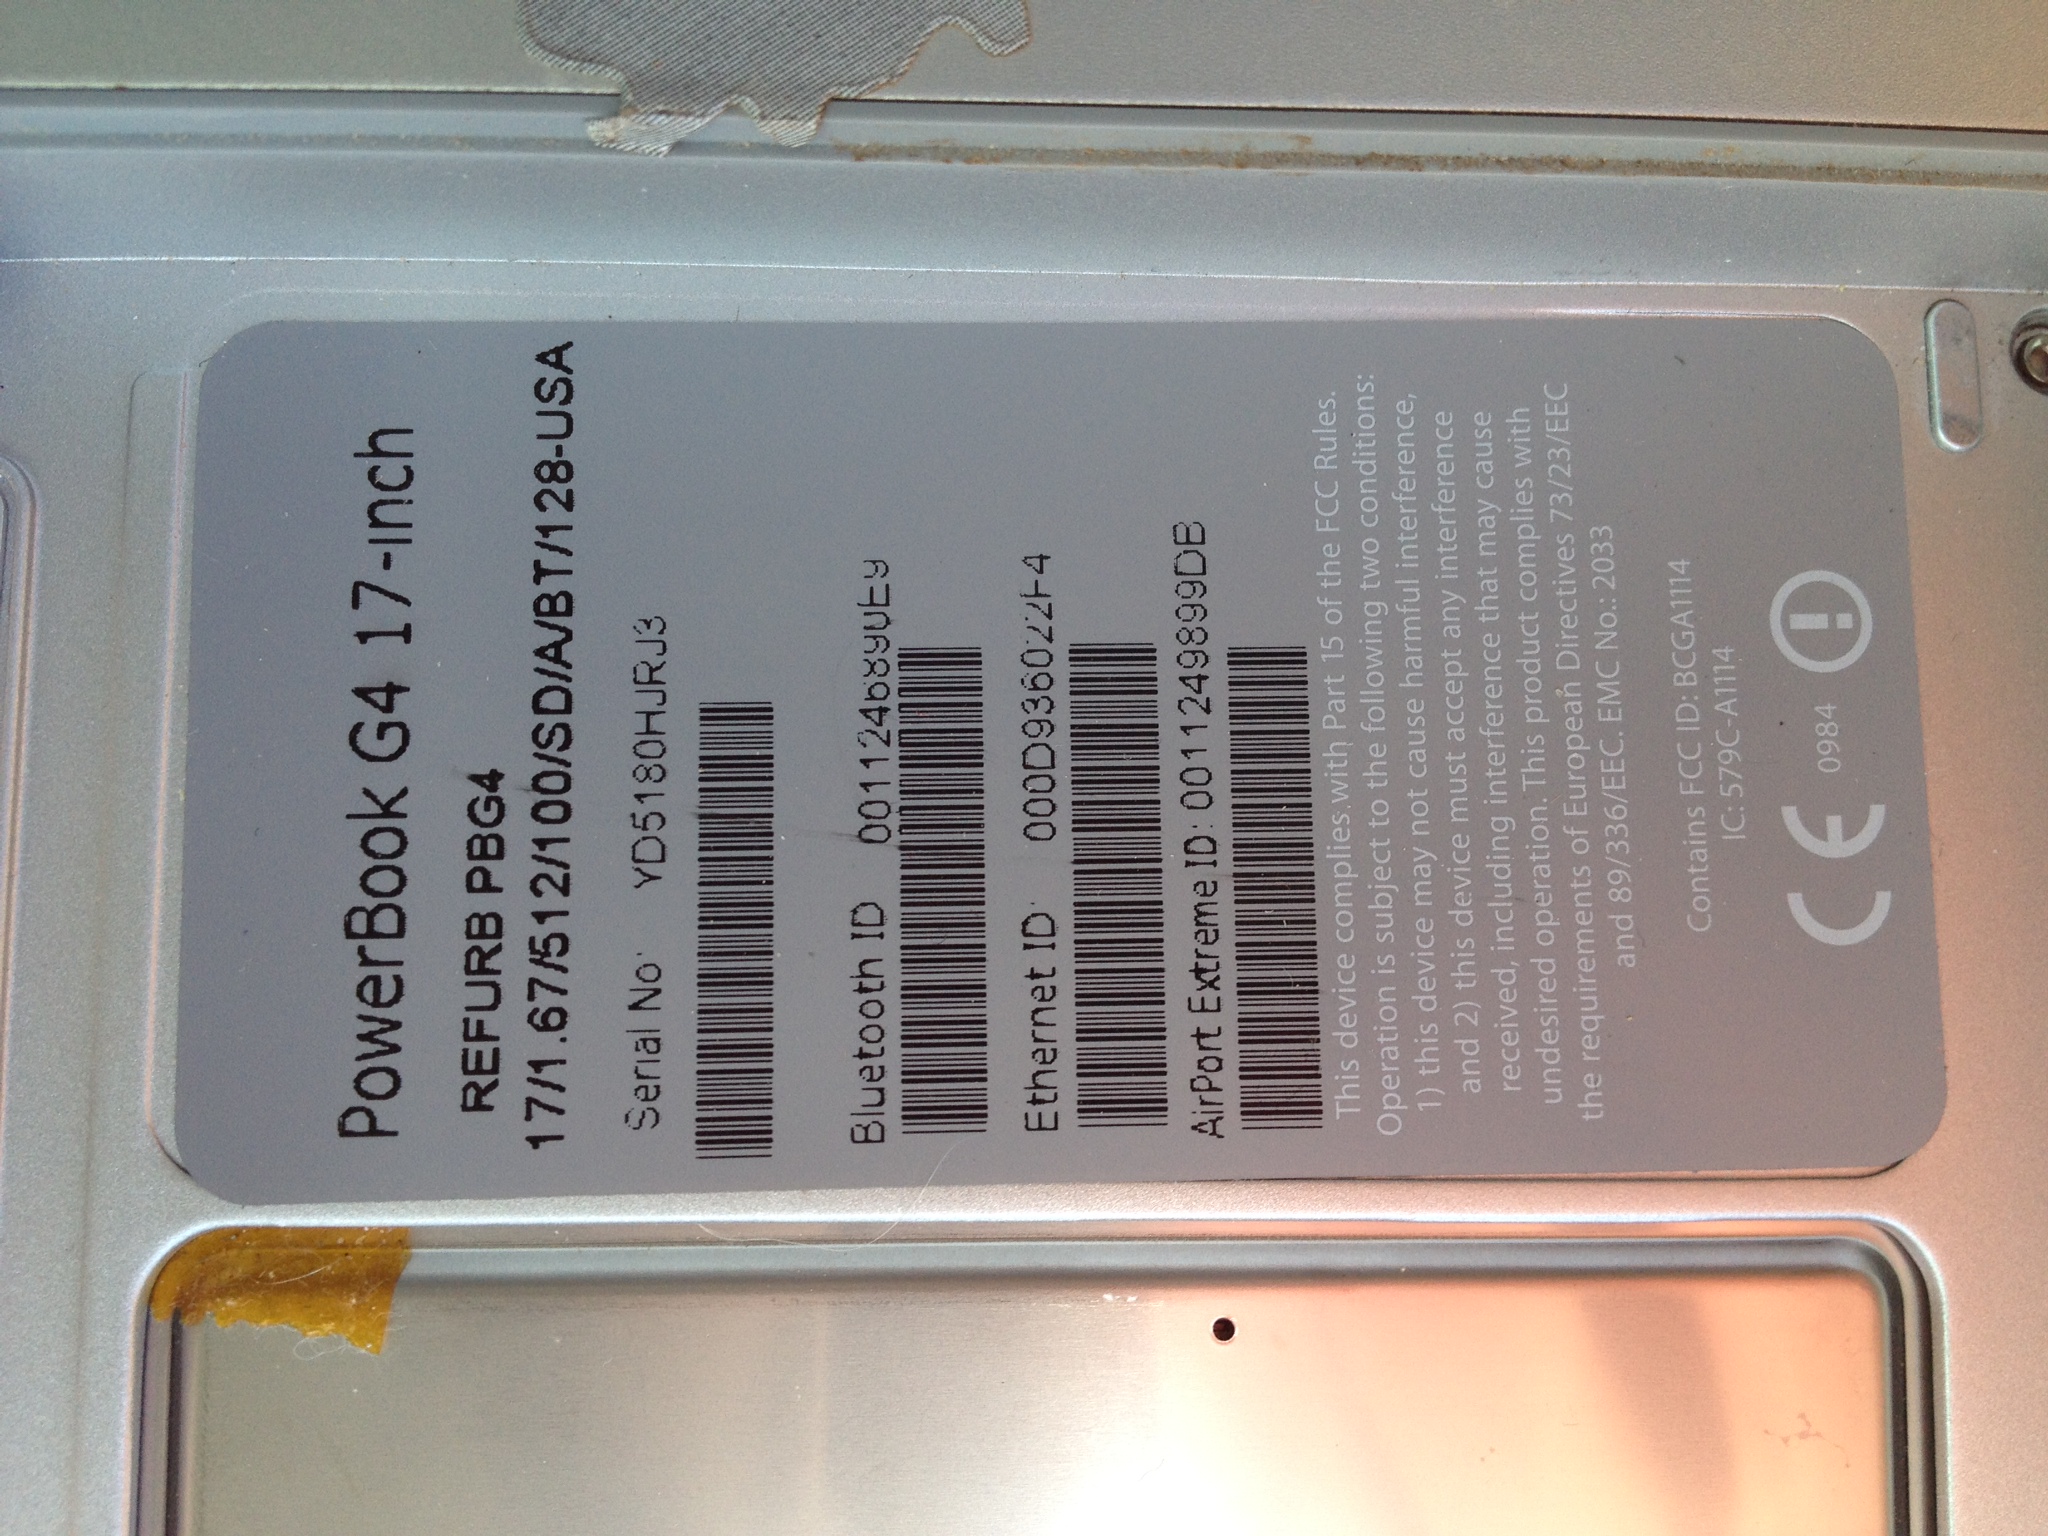 PowerBook G4 17-inch
REFURB PBG4
17/1.67/512/100/SD/A/BT/128-USA
Serial No. YD5180HJRJ3
Bluetooth ID
Ethernet ID 000D936022F4
AirPort Extreme ID: 0011249899DB
This device complies with Part 15 of the FCC Rules.
Operation is subject to the following two conditions:
1) this device may not cause harmful interference,
and 2) this device must accept any interference
received, including interference that may cause
undesired operation. This product complies with
the requirements of European Directives 73/23/EEC
and 89/336/EEC. EMC No.:2033
Contains FCC ID: BCGA1114
IC: 579C-A1114
CE 0984